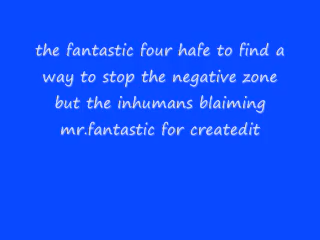 the fantastic four hafe to find a
way to stop the negative zone
but the inhumans blaiming
mr.fantastic for createdit